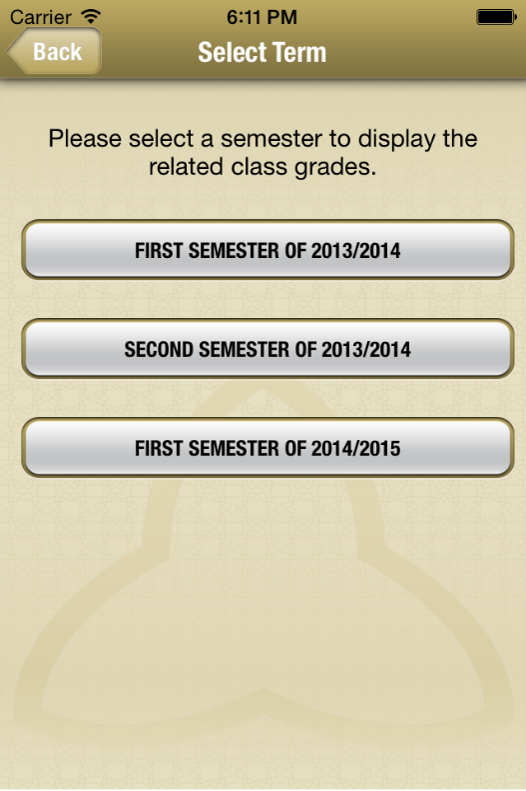 Carrier 6:11 PM
Back Select Term
Please select a semester to display the
related class grades.
FIRST SEMESTER OF 2013/2014
SECOND SEMESTER OF 2013/2014
FIRST SEMESTER OF 2014/2015